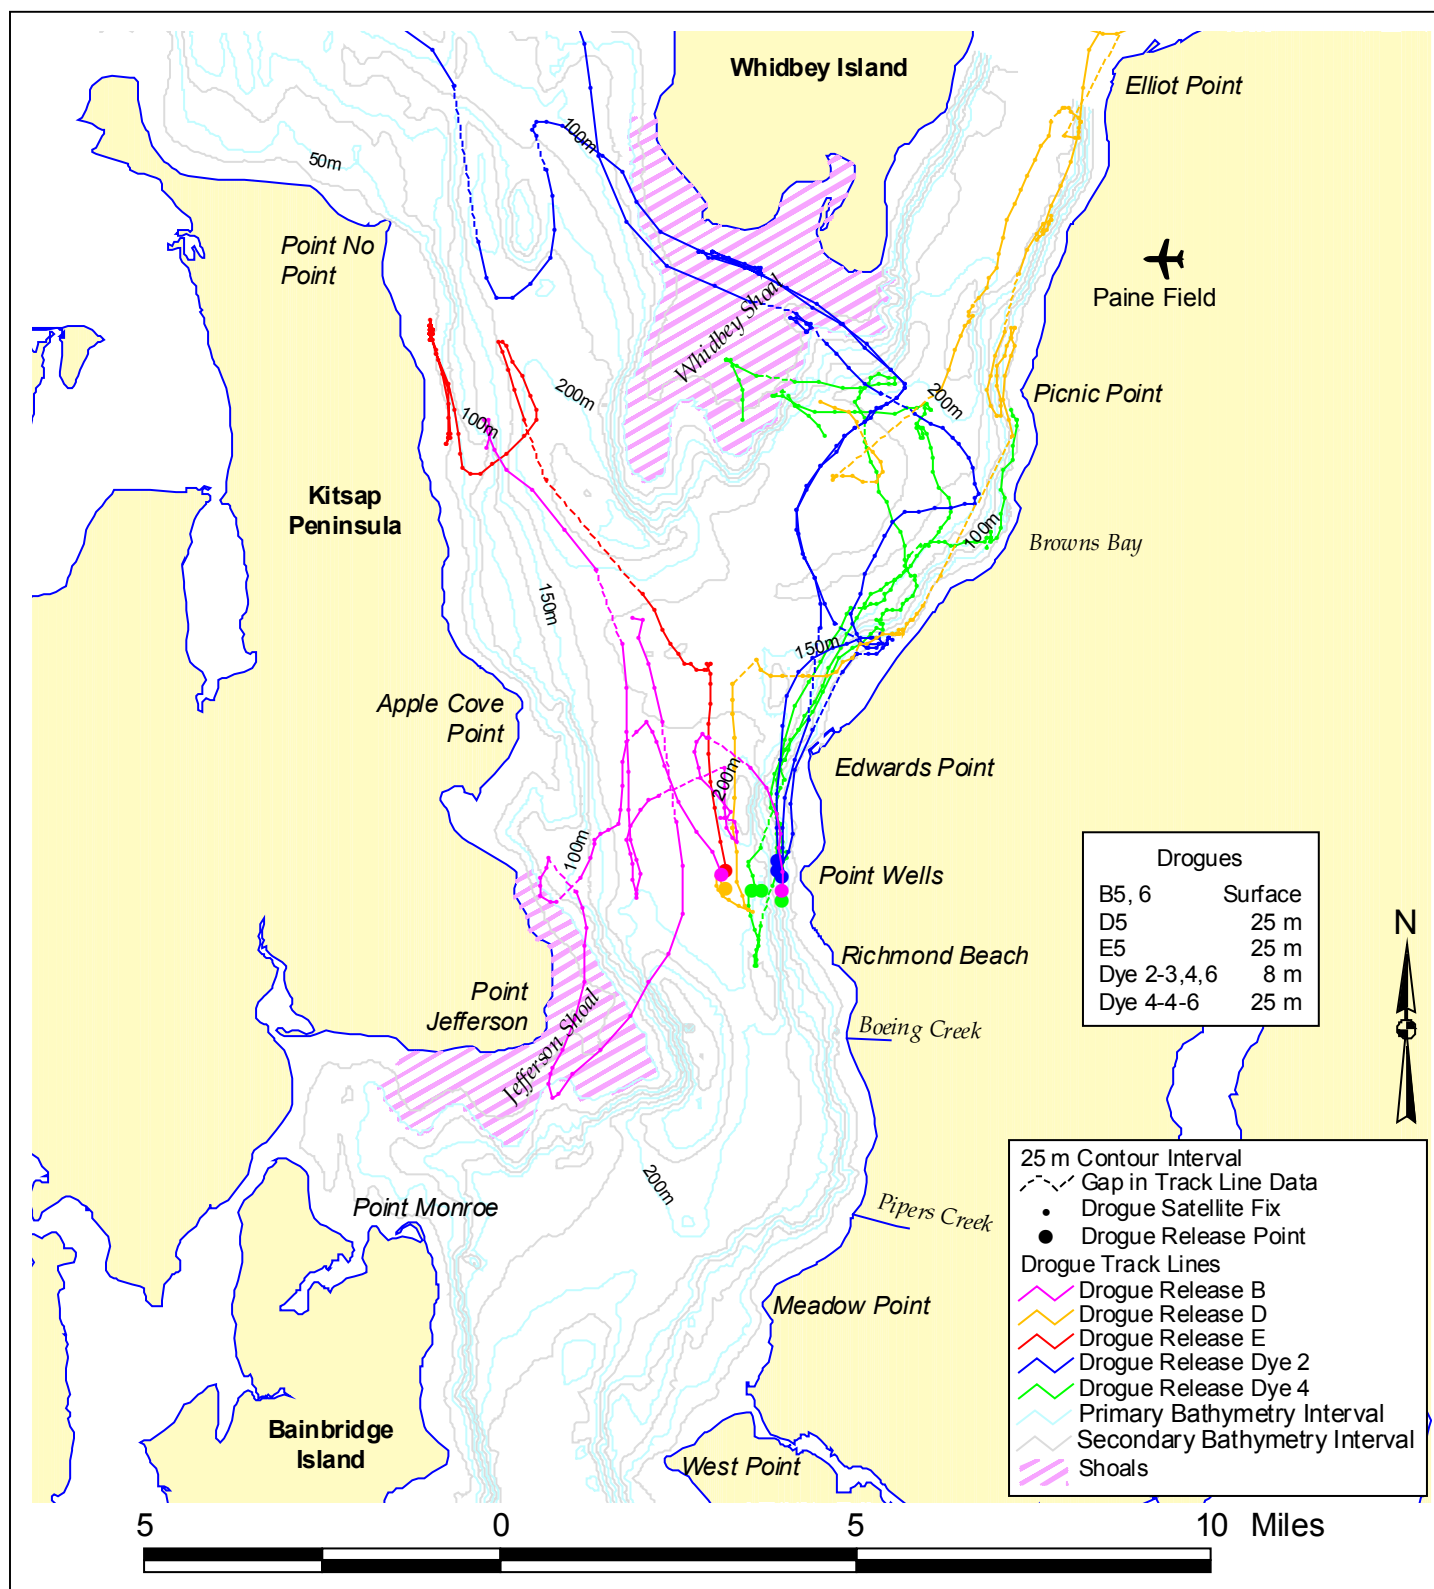 Whidbey Island
Elliot Point
100m
50m
Point No
Point
Paine Field
Whidbey Shoal
200m
200m
Picnic Point
100m
Kitsap
Peninsula
100m
Browns Bay
150m
150m
Apple Cove
Point
Edwards Point
200m
100m
Point Wells
Drogues
B5, 6 Surface
D5 25 m
E5 25 m
Dye 2-3,4,6 8 m
Dye 4-4-6 25 m
N
Richmond Beach
Point
Jefferson
Jefferson Shoal
Boeing Creek
200m
Point Monroe
Pipers Creek
Meadow Point
Bainbridge
Island
West Point
25 m Contour Interval
Gap in Track Line Data
Drogue Satellite Fix
Drogue Release Point
Drogue Track Lines
Drogue Release B
Drogue Release D
Drogue Release E
Drogue Release Dye 2
Drogue Release Dye 4
Primary Bathymetry Interval
Secondary Bathymetry Interval
Shoals
5 0 5 10 Miles